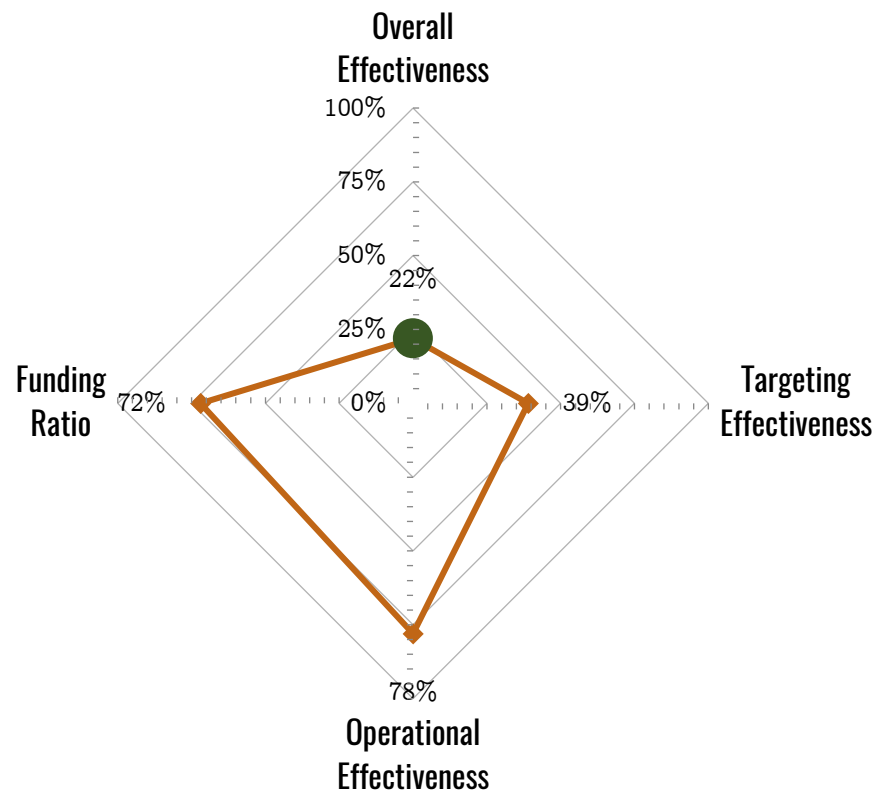 Overall
Effectiveness
100%
75%
50%
22%
25%
Funding
Ratio
72%
0%
39%
Targeting
Effectiveness
78%
Operational
Effectiveness